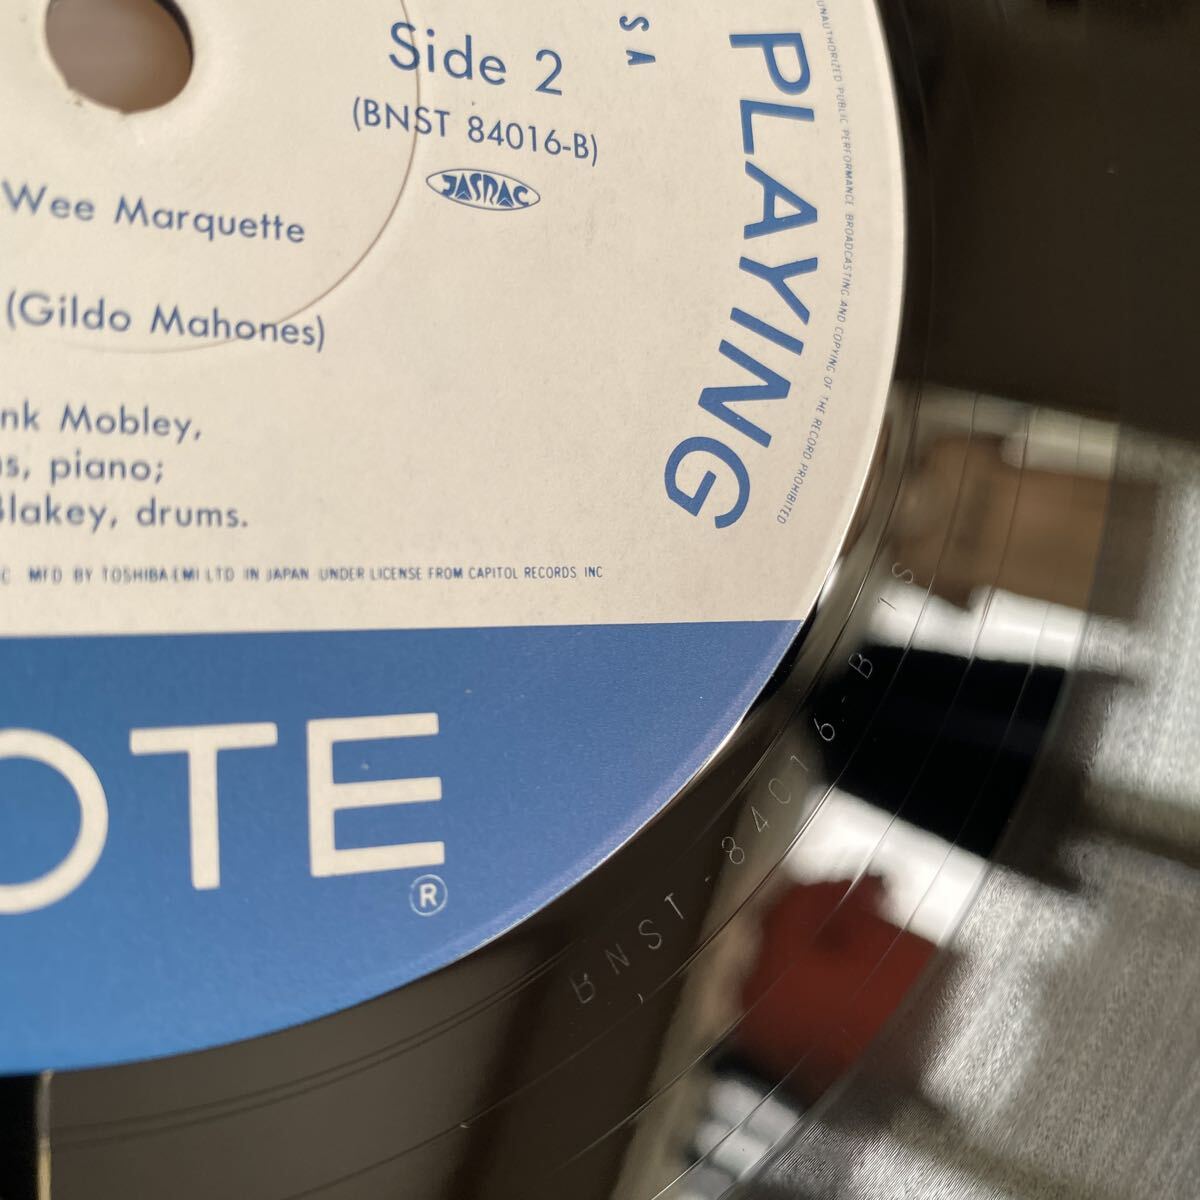 Side 2
(BNST 84016-B)
JASRAC
S A
PLAYING
UNAUTHORIZED PUBLIC PERFORMANCE BROADCASTING AND COPYING OF THE RECORD PROHIBITED
Wee Marquette
(Gildo Mahones)
nk Mobley,
s, piano;
lakey, drums.
C MFD BY TOSHIBA EMI LTD IN JAPAN UNDER LICENSE FROM CAPITOL RECORDS INC
OTE
®
BNST-84016-B 1S